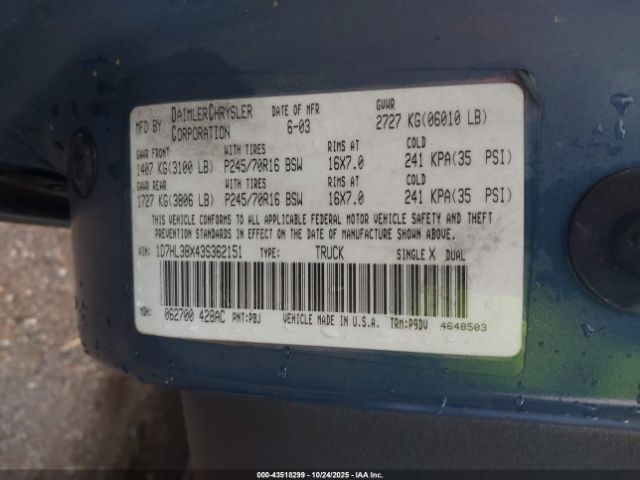 MFD BY DAIMLERCHRYSLER CORPORATION DATE OF MFR 6-03 GVWR 2727 KG(06010 LB)
GAWR FRONT WITH TIRES RIMS AT COLD
1407 KG(3100 LB) P245/70R16 BSW 16X7.0 241 KPA(35 PSI)
GAWR REAR WITH TIRES RIMS AT COLD
1727 KG(3806 LB) P245/70R16 BSW 16X7.0 241 KPA(35 PSI)
THIS VEHICLE CONFORMS TO ALL APPLICABLE FEDERAL MOTOR VEHICLE SAFETY AND THEFT
PREVENTION STANDARDS IN EFFECT ON THE DATE OF MANUFACTURE SHOWN ABOVE.
VIN: 1D7HL38X43S362151 TYPE: TRUCK SINGLE X DUAL
MDH: 062700 428AC PNT:PBJ VEHICLE MADE IN U.S.A. TRM:P9DV 4648503
000-43518299 - 10/24/2025 - COPYRIGHT IAA, LLC.